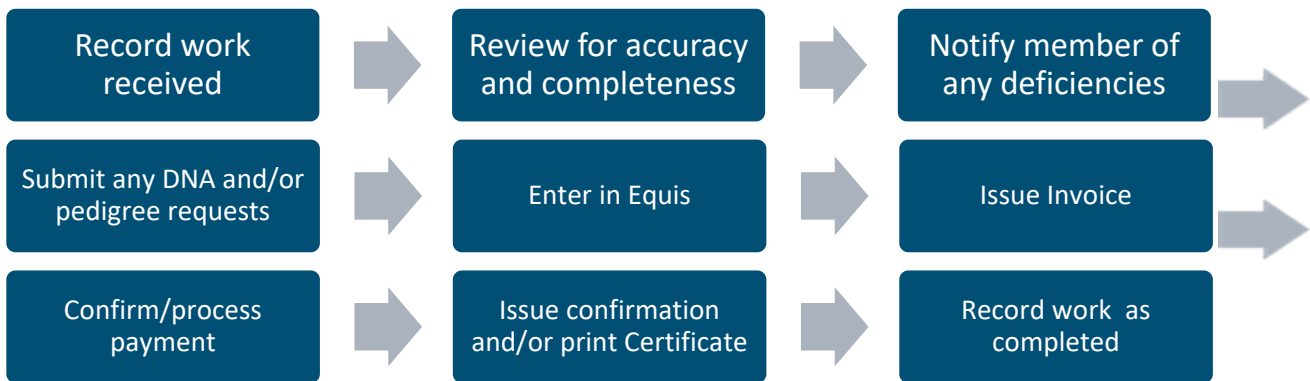 Record work
received
Review for accuracy
and completeness
Notify member of
any deficiencies
Submit any DNA and/or
pedigree requests
Enter in Equis
Issue Invoice
Confirm/process
payment
Issue confirmation
and/or print Certificate
Record work as
completed